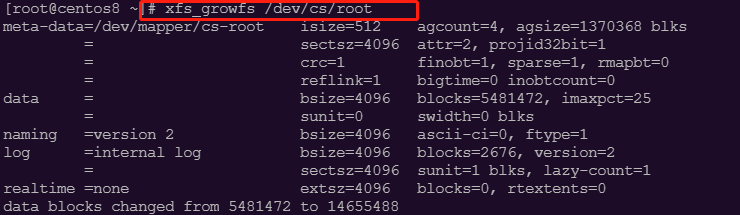 [root@centos8 ~]# xfs_growfs /dev/cs/root
meta-data=/dev/mapper/cs-root    isize=512    agcount=4, agsize=1370368 blks
         =                       sectsz=4096  attr=2, projid32bit=1
         =                       crc=1        finobt=1, sparse=1, rmapbt=0
         =                       reflink=1    bigtime=0 inobtcount=0
data     =                       bsize=4096   blocks=5481472, imaxpct=25
         =                       sunit=0      swidth=0 blks
naming   =version 2              bsize=4096   ascii-ci=0, ftype=1
log      =internal log           bsize=4096   blocks=2676, version=2
         =                       sectsz=4096  sunit=1 blks, lazy-count=1
realtime =none                   extsz=4096   blocks=0, rtextents=0
data blocks changed from 5481472 to 14655488